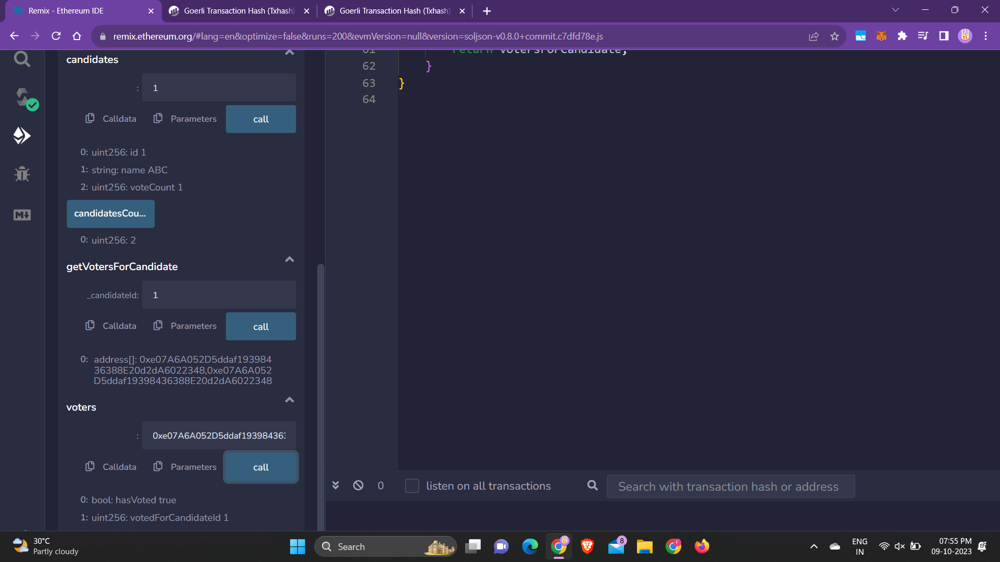 Remix - Ethereum IDE
Goerli Transaction Hash (Txhash)
Goerli Transaction Hash (Txhash)
remix.ethereum.org/#lang=en&optimize=false&runs=200&evmVersion=null&version=soljson-v0.8.0+commit.c7dfd78e.js
candidates
: 1
Calldata Parameters call
0: uint256: id 1
1: string: name ABC
2: uint256: voteCount 1
candidatesCou...
0: uint256: 2
getVotersForCandidate
_candidateId: 1
Calldata Parameters call
0: address[]: 0xe07A6A052D5ddaf193984
36388E20d2dA6022348,0xe07A6A052
D5ddaf19398436388E20d2dA6022348
voters
: 0xe07A6A052D5ddaf193984363
Calldata Parameters call
0: bool: hasVoted true
1: uint256: votedForCandidateId 1
61 return votersForCandidate;
62 }
63 }
64
0 listen on all transactions Search with transaction hash or address
30°C
Partly cloudy
Search
8
F
ENG
IN
07:55 PM
09-10-2023